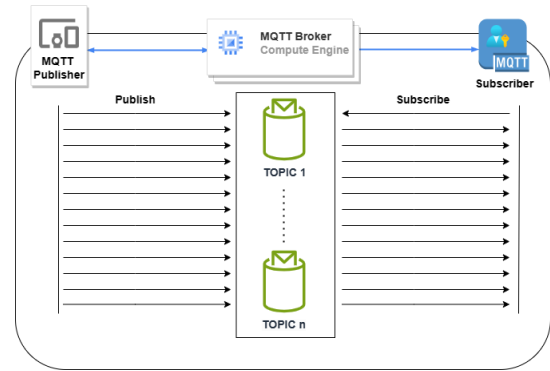 MQTT
Publisher
MQTT Broker
Compute Engine
MQTT
Subscriber
Publish
Subscribe
TOPIC 1
TOPIC n